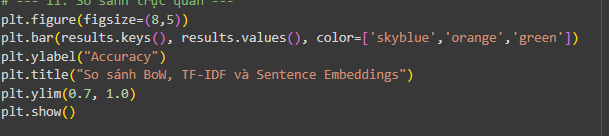 # --- 11. So sánh trực quan ---
plt.figure(figsize=(8,5))
plt.bar(results.keys(), results.values(), color=['skyblue','orange','green'])
plt.ylabel("Accuracy")
plt.title("So sánh BoW, TF-IDF và Sentence Embeddings")
plt.ylim(0.7, 1.0)
plt.show()